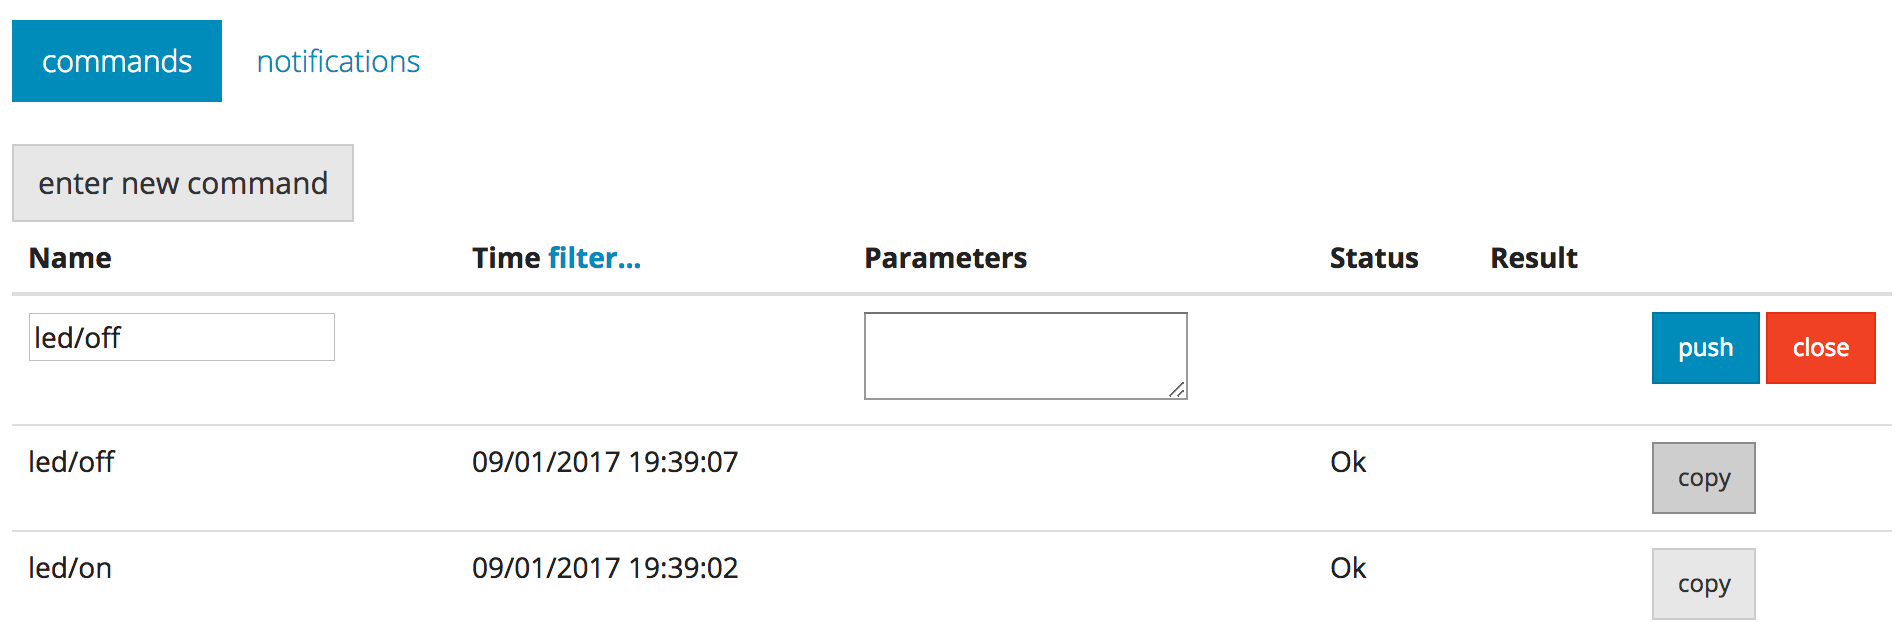 commands notifications
enter new command
Name Time filter... Parameters Status Result
led/off push close
led/off 09/01/2017 19:39:07 Ok copy
led/on 09/01/2017 19:39:02 Ok copy